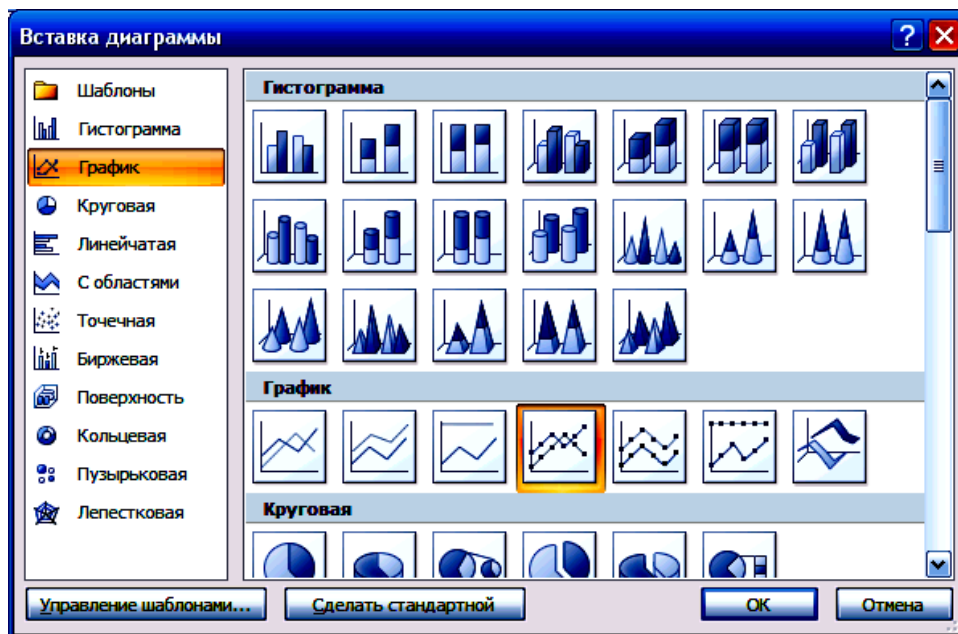 Вставка диаграммы
Шаблоны
Гистограмма
График
Круговая
Линейчатая
С областями
Точечная
Биржевая
Поверхность
Кольцевая
Пузырьковая
Лепестковая
Гистограмма
График
Круговая
Управление шаблонами...
Сделать стандартной
ОК
Отмена